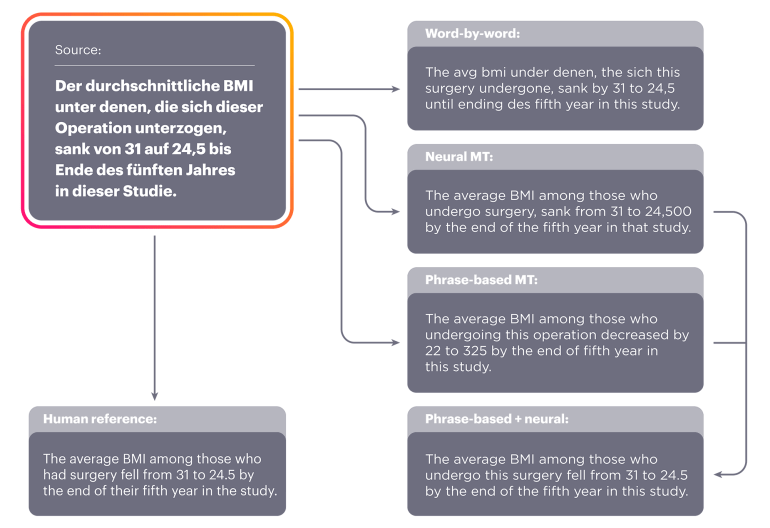 Source:
Der durchschnittliche BMI
unter denen, die sich dieser
Operation unterzogen,
sank von 31 auf 24,5 bis
Ende des fünften Jahres
in dieser Studie.
Word-by-word:
The avg bmi under denen, the sich this
surgery undergone, sank by 31 to 24,5
until ending des fifth year in this study.
Neural MT:
The average BMI among those who
undergo surgery, sank from 31 to 24,500
by the end of the fifth year in that study.
Phrase-based MT:
The average BMI among those who
undergoing this operation decreased by
22 to 325 by the end of fifth year in
this study.
Human reference:
The average BMI among those who
had surgery fell from 31 to 24.5 by
the end of their fifth year in the study.
Phrase-based + neural:
The average BMI among those who
undergo this surgery fell from 31 to 24.5
by the end of the fifth year in this study.